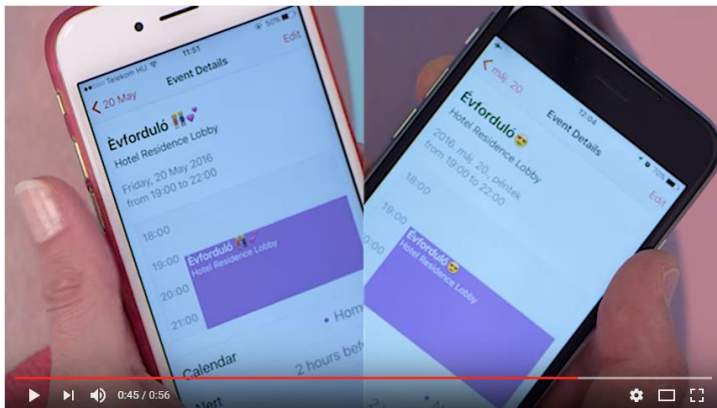 Telekom HU
11:51
50%
20 May
Event Details
Edit
Évforduló
Hotel Residence Lobby
Friday, 20 May 2016
from 19:00 to 22:00
18:00
19:00
20:00
21:00
Évforduló
Hotel Residence Lobby
Calendar
• Hom
2 hours bef
12:04
70%
máj. 20.
Event Details
Edit
Évforduló
Hotel Residence Lobby
2016. máj. 20., péntek
from 19:00 to 22:00
18:00
19:00
Évforduló
Hotel Residence Lobby
0:45 / 0:56